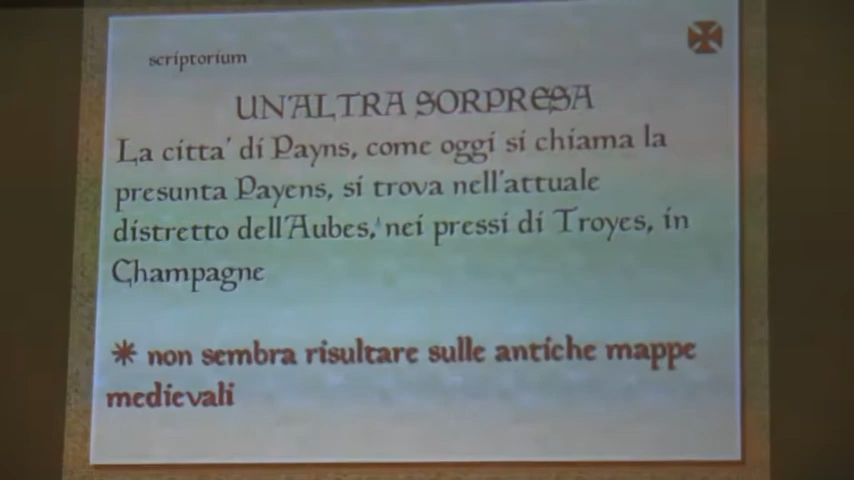 scriptorium
UN'ALTRA SORPRESA
La citta' di Payns, come oggi si chiama la
presunta Payens, si trova nell'attuale
distretto dell'Aubes, nei pressi di Troyes, in
Champagne
* non sembra risultare sulle antiche mappe
medievali